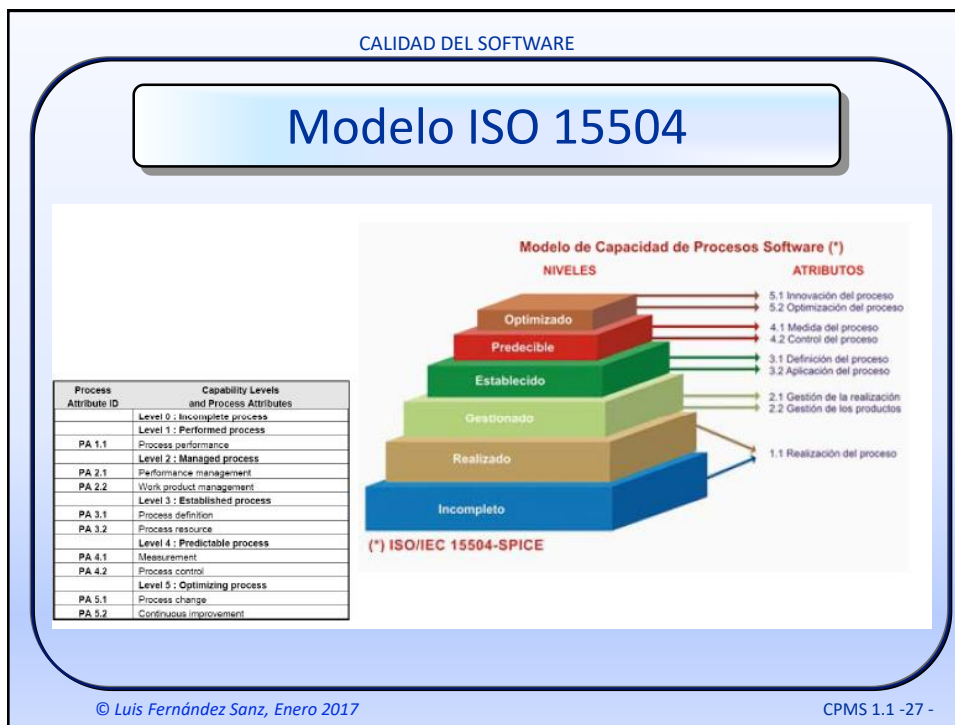 CALIDAD DEL SOFTWARE
Modelo ISO 15504
Process Attribute ID Capability Levels and Process Attributes
Level 0 : Incomplete process
Level 1 : Performed process
PA 1.1 Process performance
Level 2 : Managed process
PA 2.1 Performance management
PA 2.2 Work product management
Level 3 : Established process
PA 3.1 Process definition
PA 3.2 Process resource
Level 4 : Predictable process
PA 4.1 Measurement
PA 4.2 Process control
Level 5 : Optimizing process
PA 5.1 Process change
PA 5.2 Continuous improvement
Modelo de Capacidad de Procesos Software (*)
NIVELES ATRIBUTOS
Optimizado
Predecible
Establecido
Gestionado
Realizado
Incompleto
5.1 Innovación del proceso
5.2 Optimización del proceso
4.1 Medida del proceso
4.2 Control del proceso
3.1 Definición del proceso
3.2 Aplicación del proceso
2.1 Gestión de la realización
2.2 Gestión de los productos
1.1 Realización del proceso
(*) ISO/IEC 15504-SPICE
© Luis Fernández Sanz, Enero 2017
CPMS 1.1 -27 -